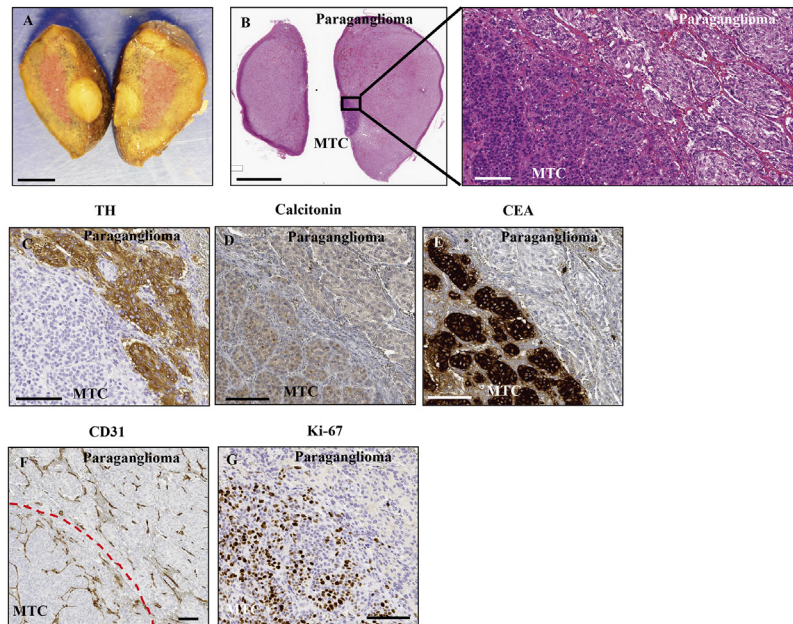 A
B
Paraganglioma
MTC
Paraganglioma
MTC
TH
Calcitonin
CEA
C
Paraganglioma
MTC
D
Paraganglioma
MTC
E
Paraganglioma
MTC
CD31
Ki-67
F
Paraganglioma
MTC
G
Paraganglioma
MTC